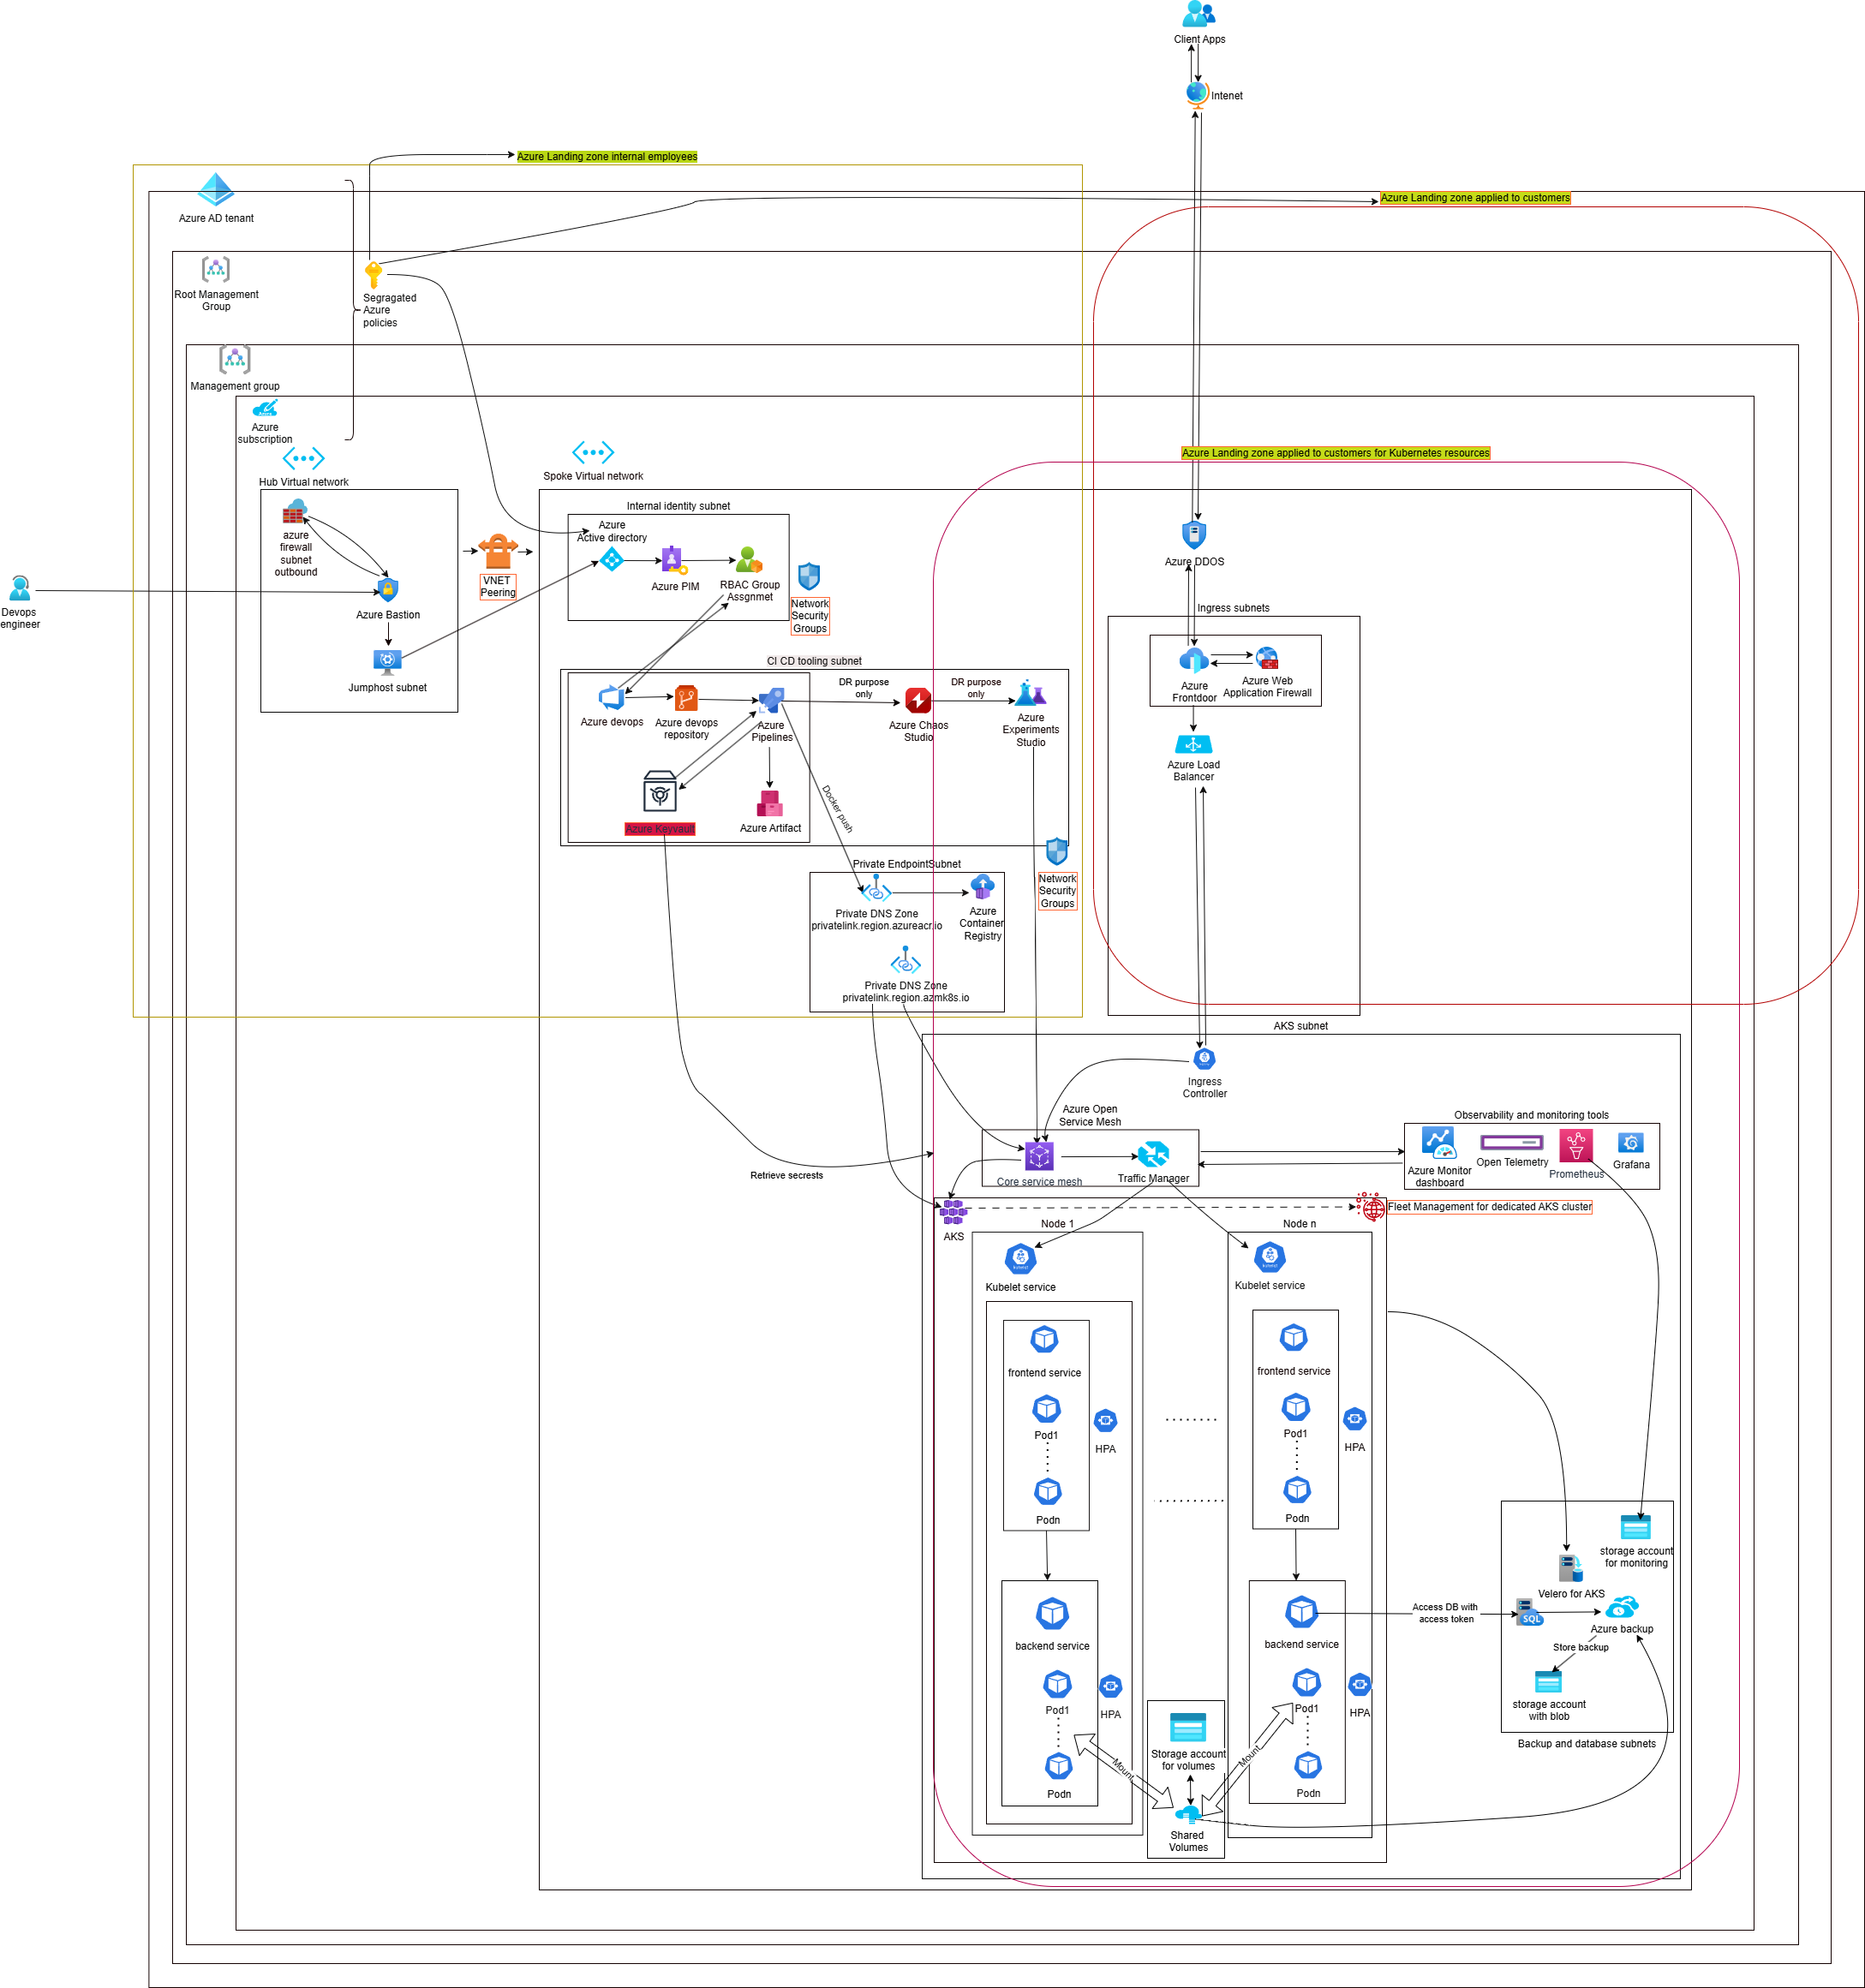 Client Apps
Intenet
Azure Landing zone internal employees
Azure AD tenant
Azure Landing zone applied to customers
Root Management
Group
Segragated
Azure
policies
Management group
Azure
subscription
Hub Virtual network
Spoke Virtual network
Azure Landing zone applied to customers for Kubernetes resources
azure
firewall
subnet
outbound
VNET
Peering
Internal identity subnet
Azure
Active directory
Azure PIM
RBAC Group
Assgnmet
Network
Security
Groups
Azure DDOS
Devops
engineer
Azure Bastion
Jumphost subnet
Ingress subnets
Azure
Frontdoor
Azure Web
Application Firewall
CI CD tooling subnet
Azure devops
Azure devops
repository
Azure
Pipelines
DR purpose
only
Azure Chaos
Studio
DR purpose
only
Azure
Experiments
Studio
Azure Load
Balancer
Azure Keyvault
Azure Artifact
Docker push
Network
Security
Groups
Private EndpointSubnet
Private DNS Zone
privatelink.region.azureacr.io
Azure
Container
Registry
Private DNS Zone
privatelink.region.azmk8s.io
AKS subnet
Ingress
Controller
Azure Open
Service Mesh
Observability and monitoring tools
Retrieve secrests
Core service mesh
Traffic Manager
Azure Monitor
dashboard
Open Telemetry
Prometheus
Grafana
AKS
Fleet Management for dedicated AKS cluster
Node 1
Node n
kubelet
Kubelet service
kubelet
Kubelet service
frontend service
Pod1
HPA
Podn
frontend service
Pod1
HPA
Podn
backend service
Pod1
HPA
Podn
backend service
Pod1
HPA
Podn
Mount
Mount
Storage account
for volumes
Shared
Volumes
Access DB with
access token
storage account
for monitoring
Velero for AKS
SQL
Azure backup
Store backup
storage account
with blob
Backup and database subnets